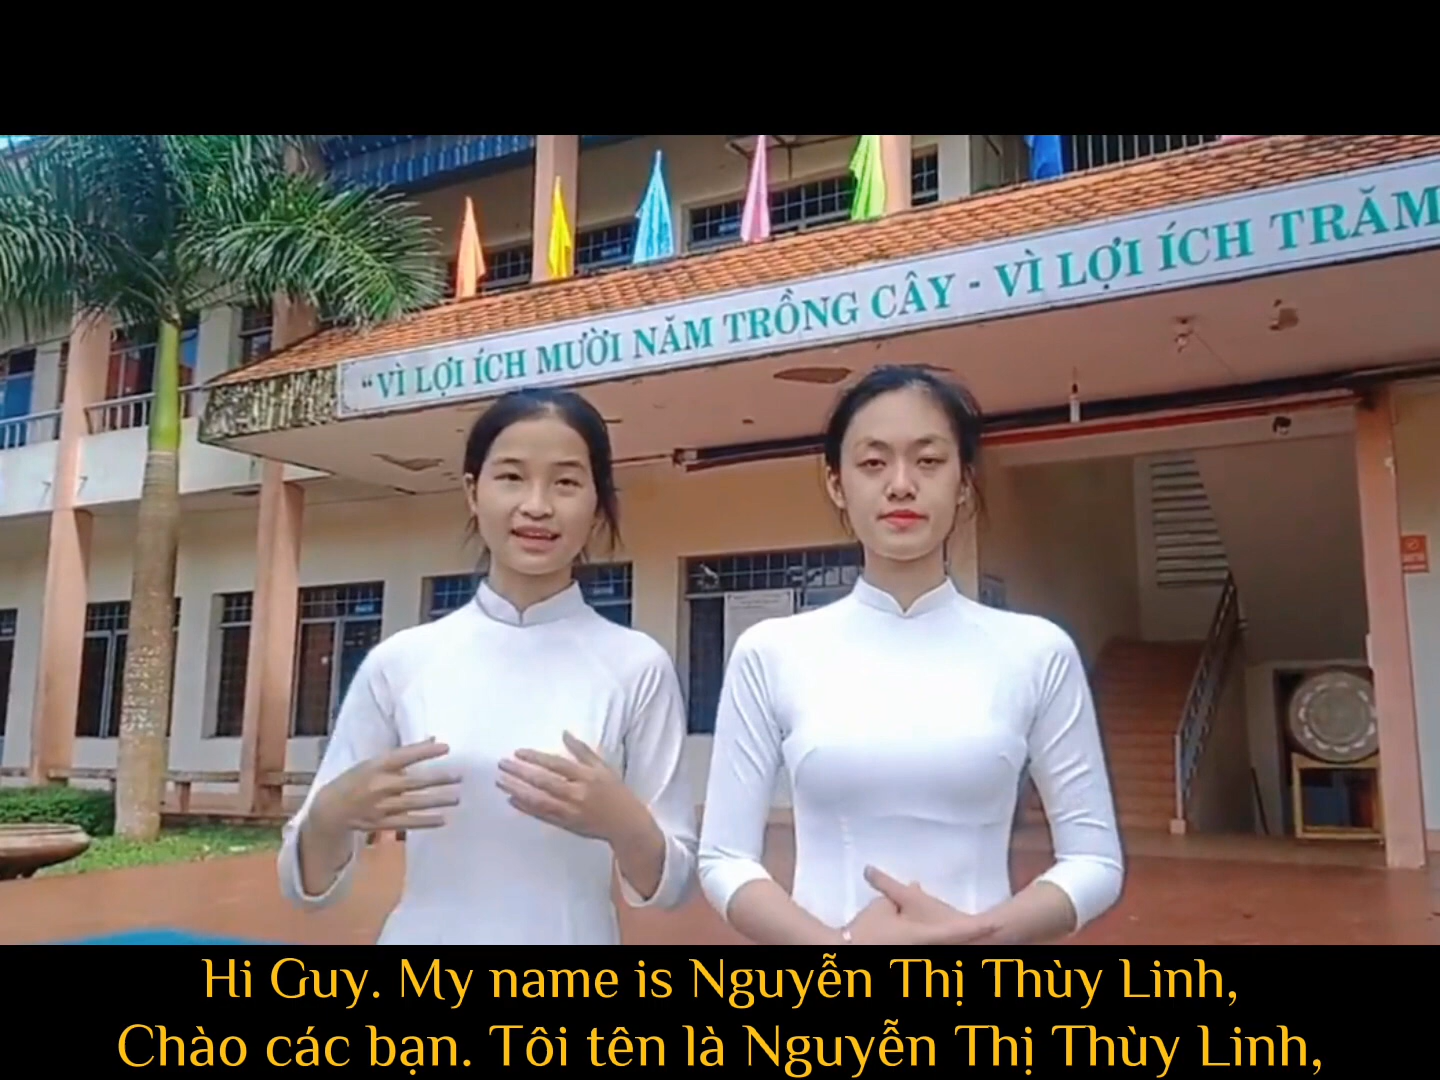 “VÌ LỢI ÍCH MƯỜI NĂM TRỒNG CÂY - VÌ LỢI ÍCH TRĂM
Hi Guy. My name is Nguyễn Thị Thùy Linh,
Chào các bạn. Tôi tên là Nguyễn Thị Thùy Linh,